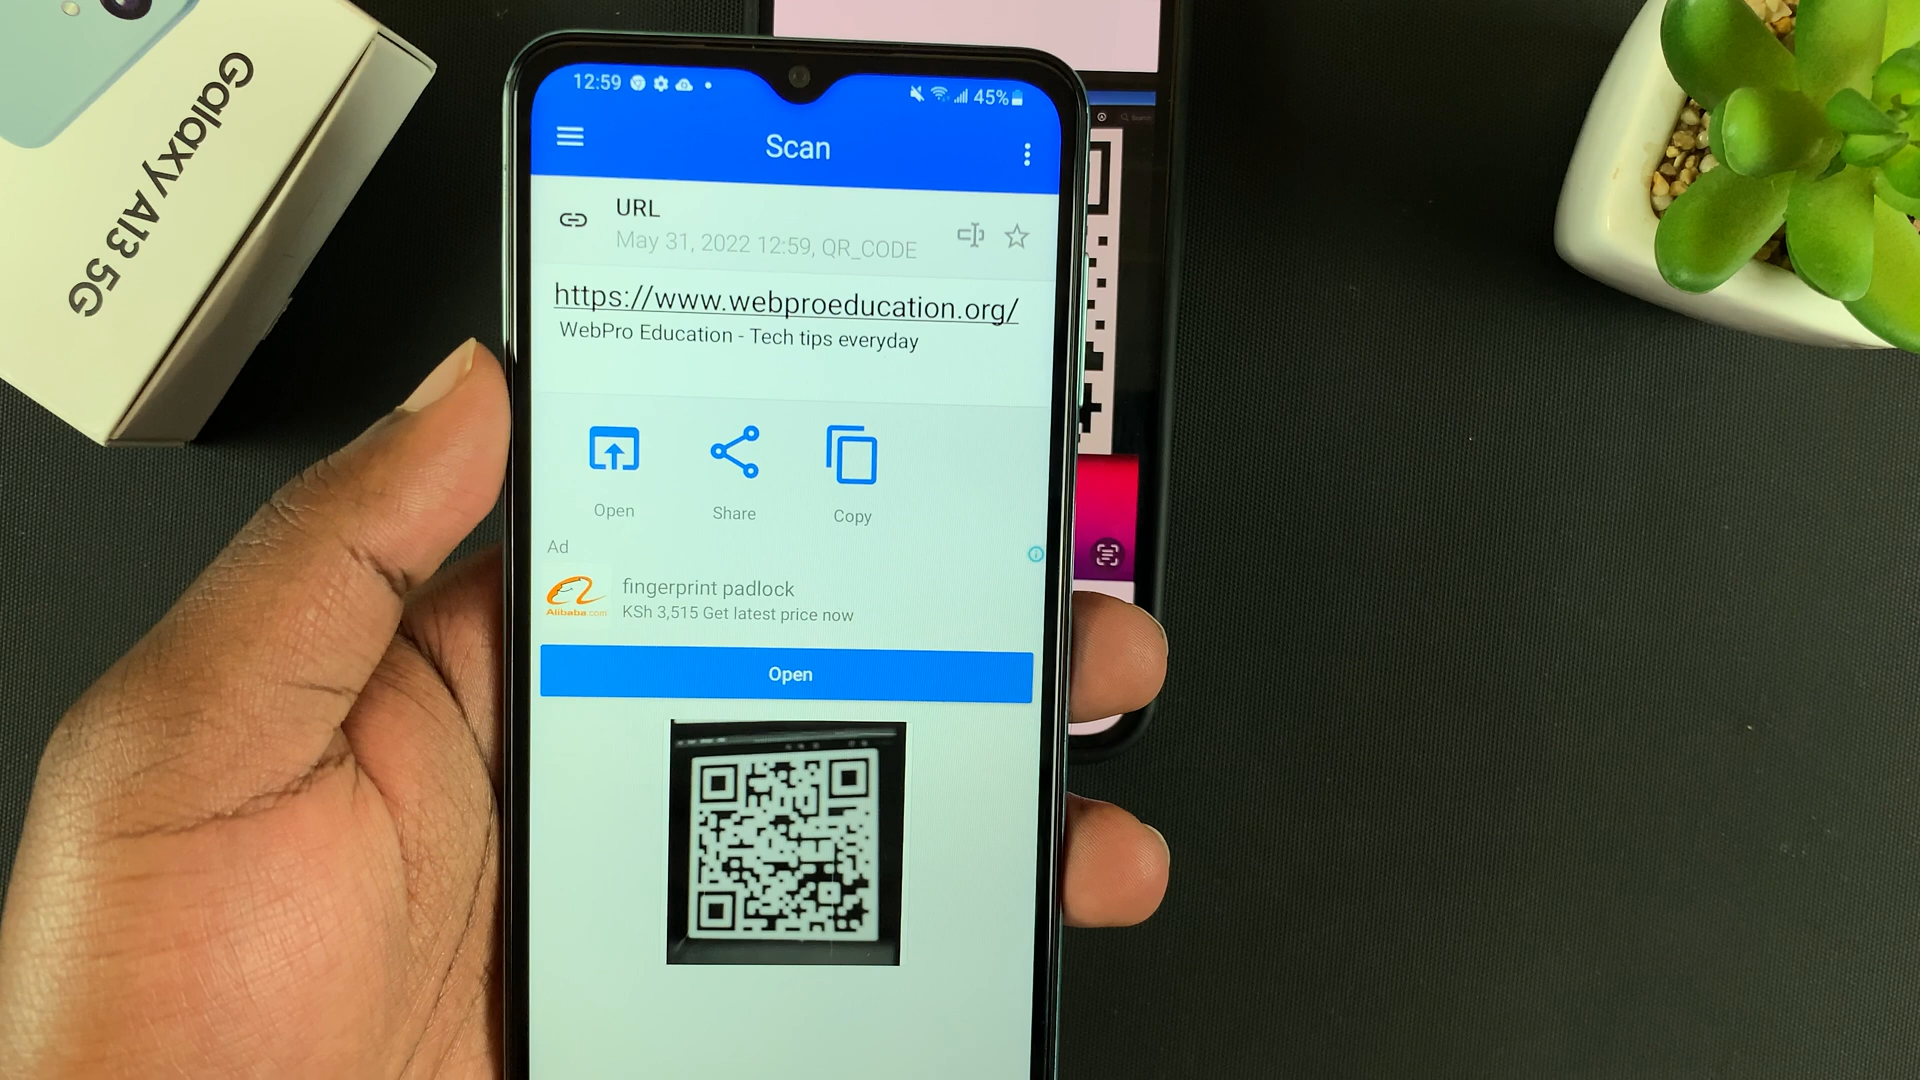 Galaxy A13 5G
12:59
45%
Scan
Search
URL
May 31, 2022 12:59, QR_CODE
https://www.webproeducation.org/
WebPro Education - Tech tips everyday
Open
Share
Copy
Ad
Alibaba.com
fingerprint padlock
KSh 3,515 Get latest price now
Open